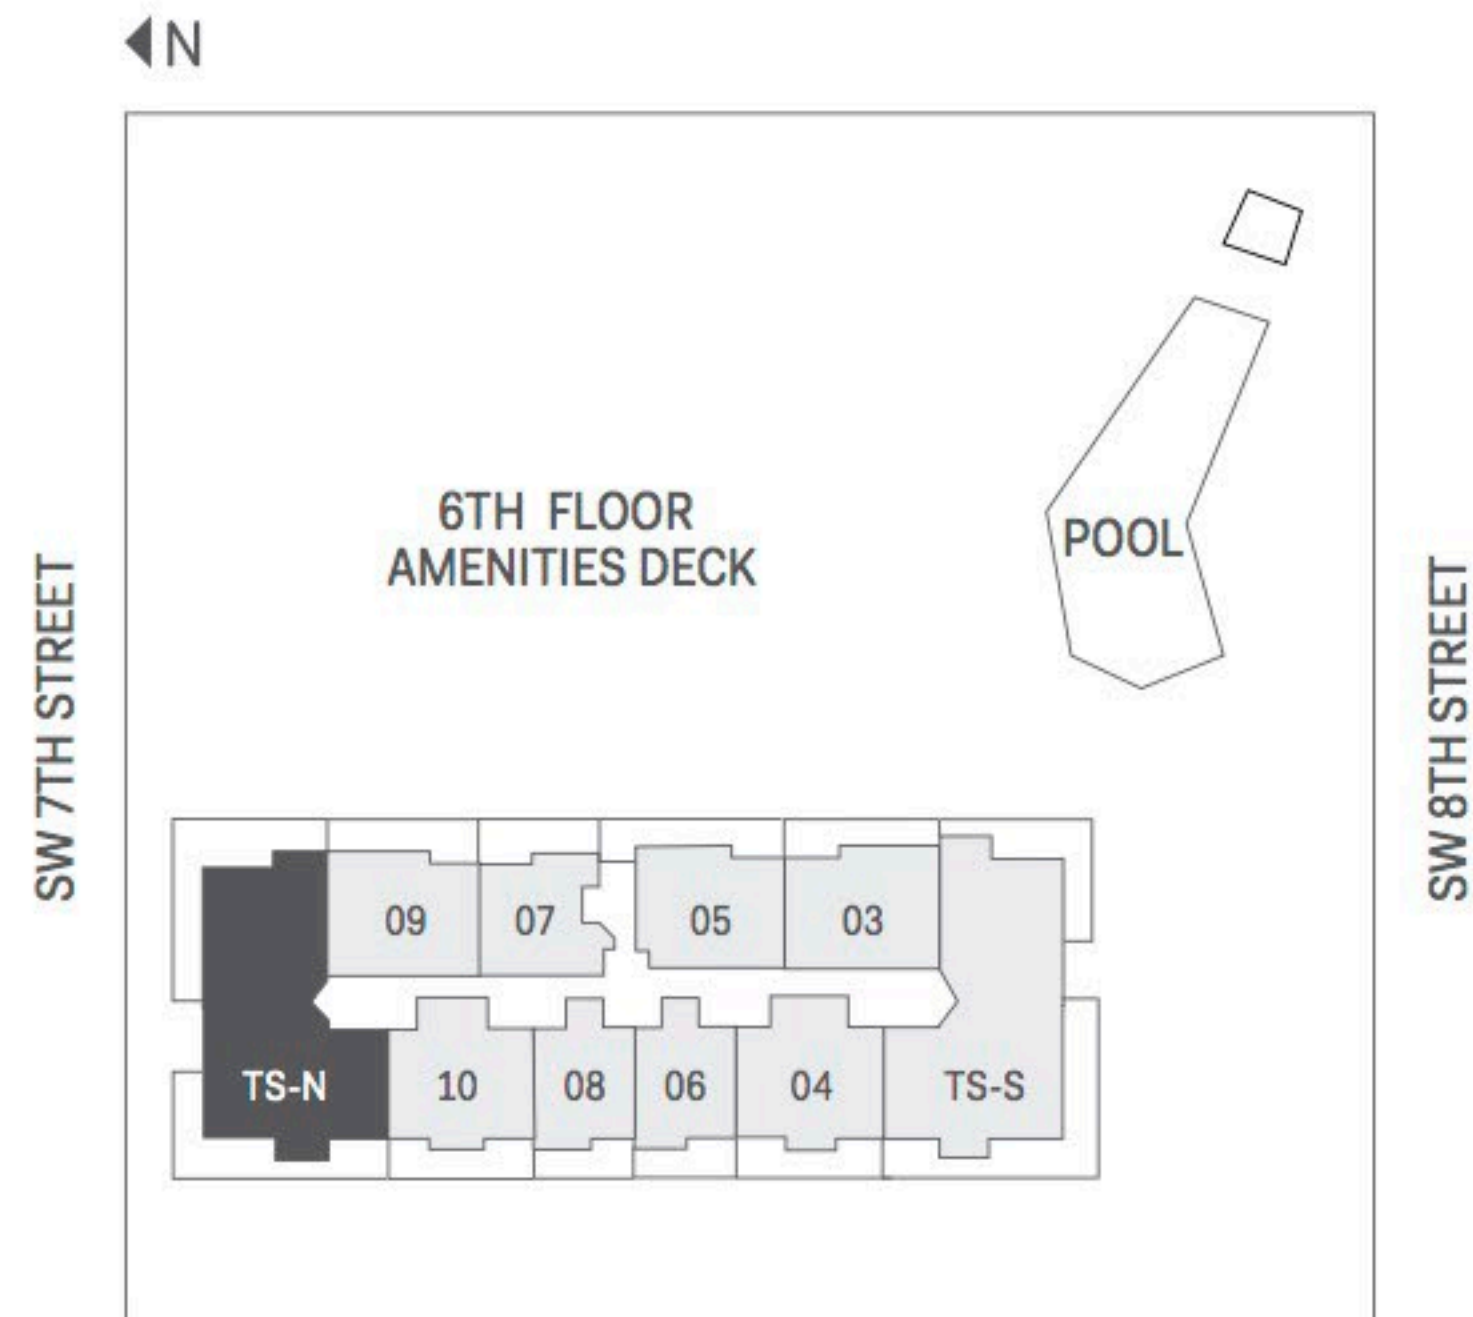 N
6TH FLOOR
AMENITIES DECK
POOL
SW 7TH STREET
SW 8TH STREET
09
07
05
03
TS-N
10
08
06
04
TS-S